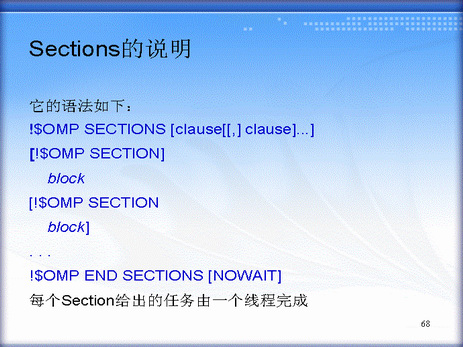 Sections的说明
它的语法如下：
!$OMP SECTIONS [clause[[,] clause]...]
[!$OMP SECTION]
block
[!$OMP SECTION
block]
. . .
!$OMP END SECTIONS [NOWAIT]
每个Section给出的任务由一个线程完成
68